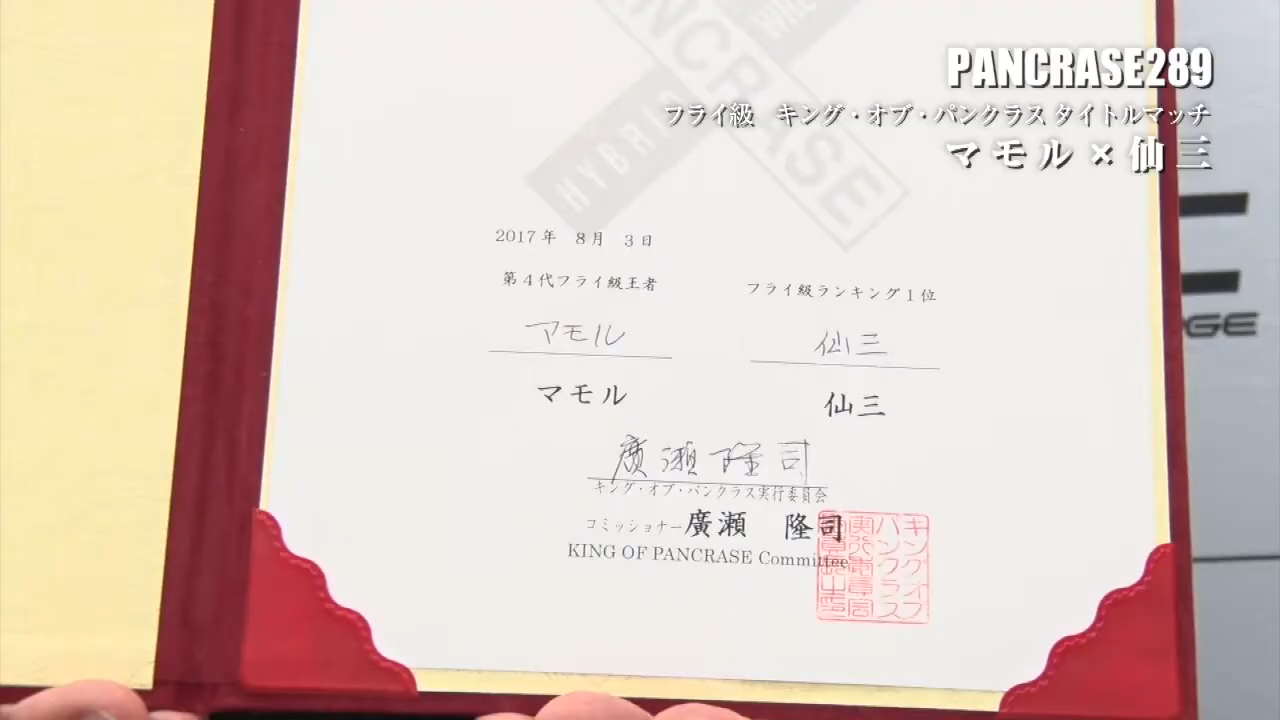 PANCRASE289
フライ級　キング・オブ・パンクラス タイトルマッチ
マモル × 仙三
PANCRASE
HYBRID
2017年　8月　3日
第4代フライ級王者
フライ級ランキング1位
マモル
仙三
マモル
仙三
廣瀬隆司
キング・オブ・パンクラス実行委員会
コミッショナー廣瀬　隆司
KING OF PANCRASE Committee
キングオブ
パンクラス
実行委員会